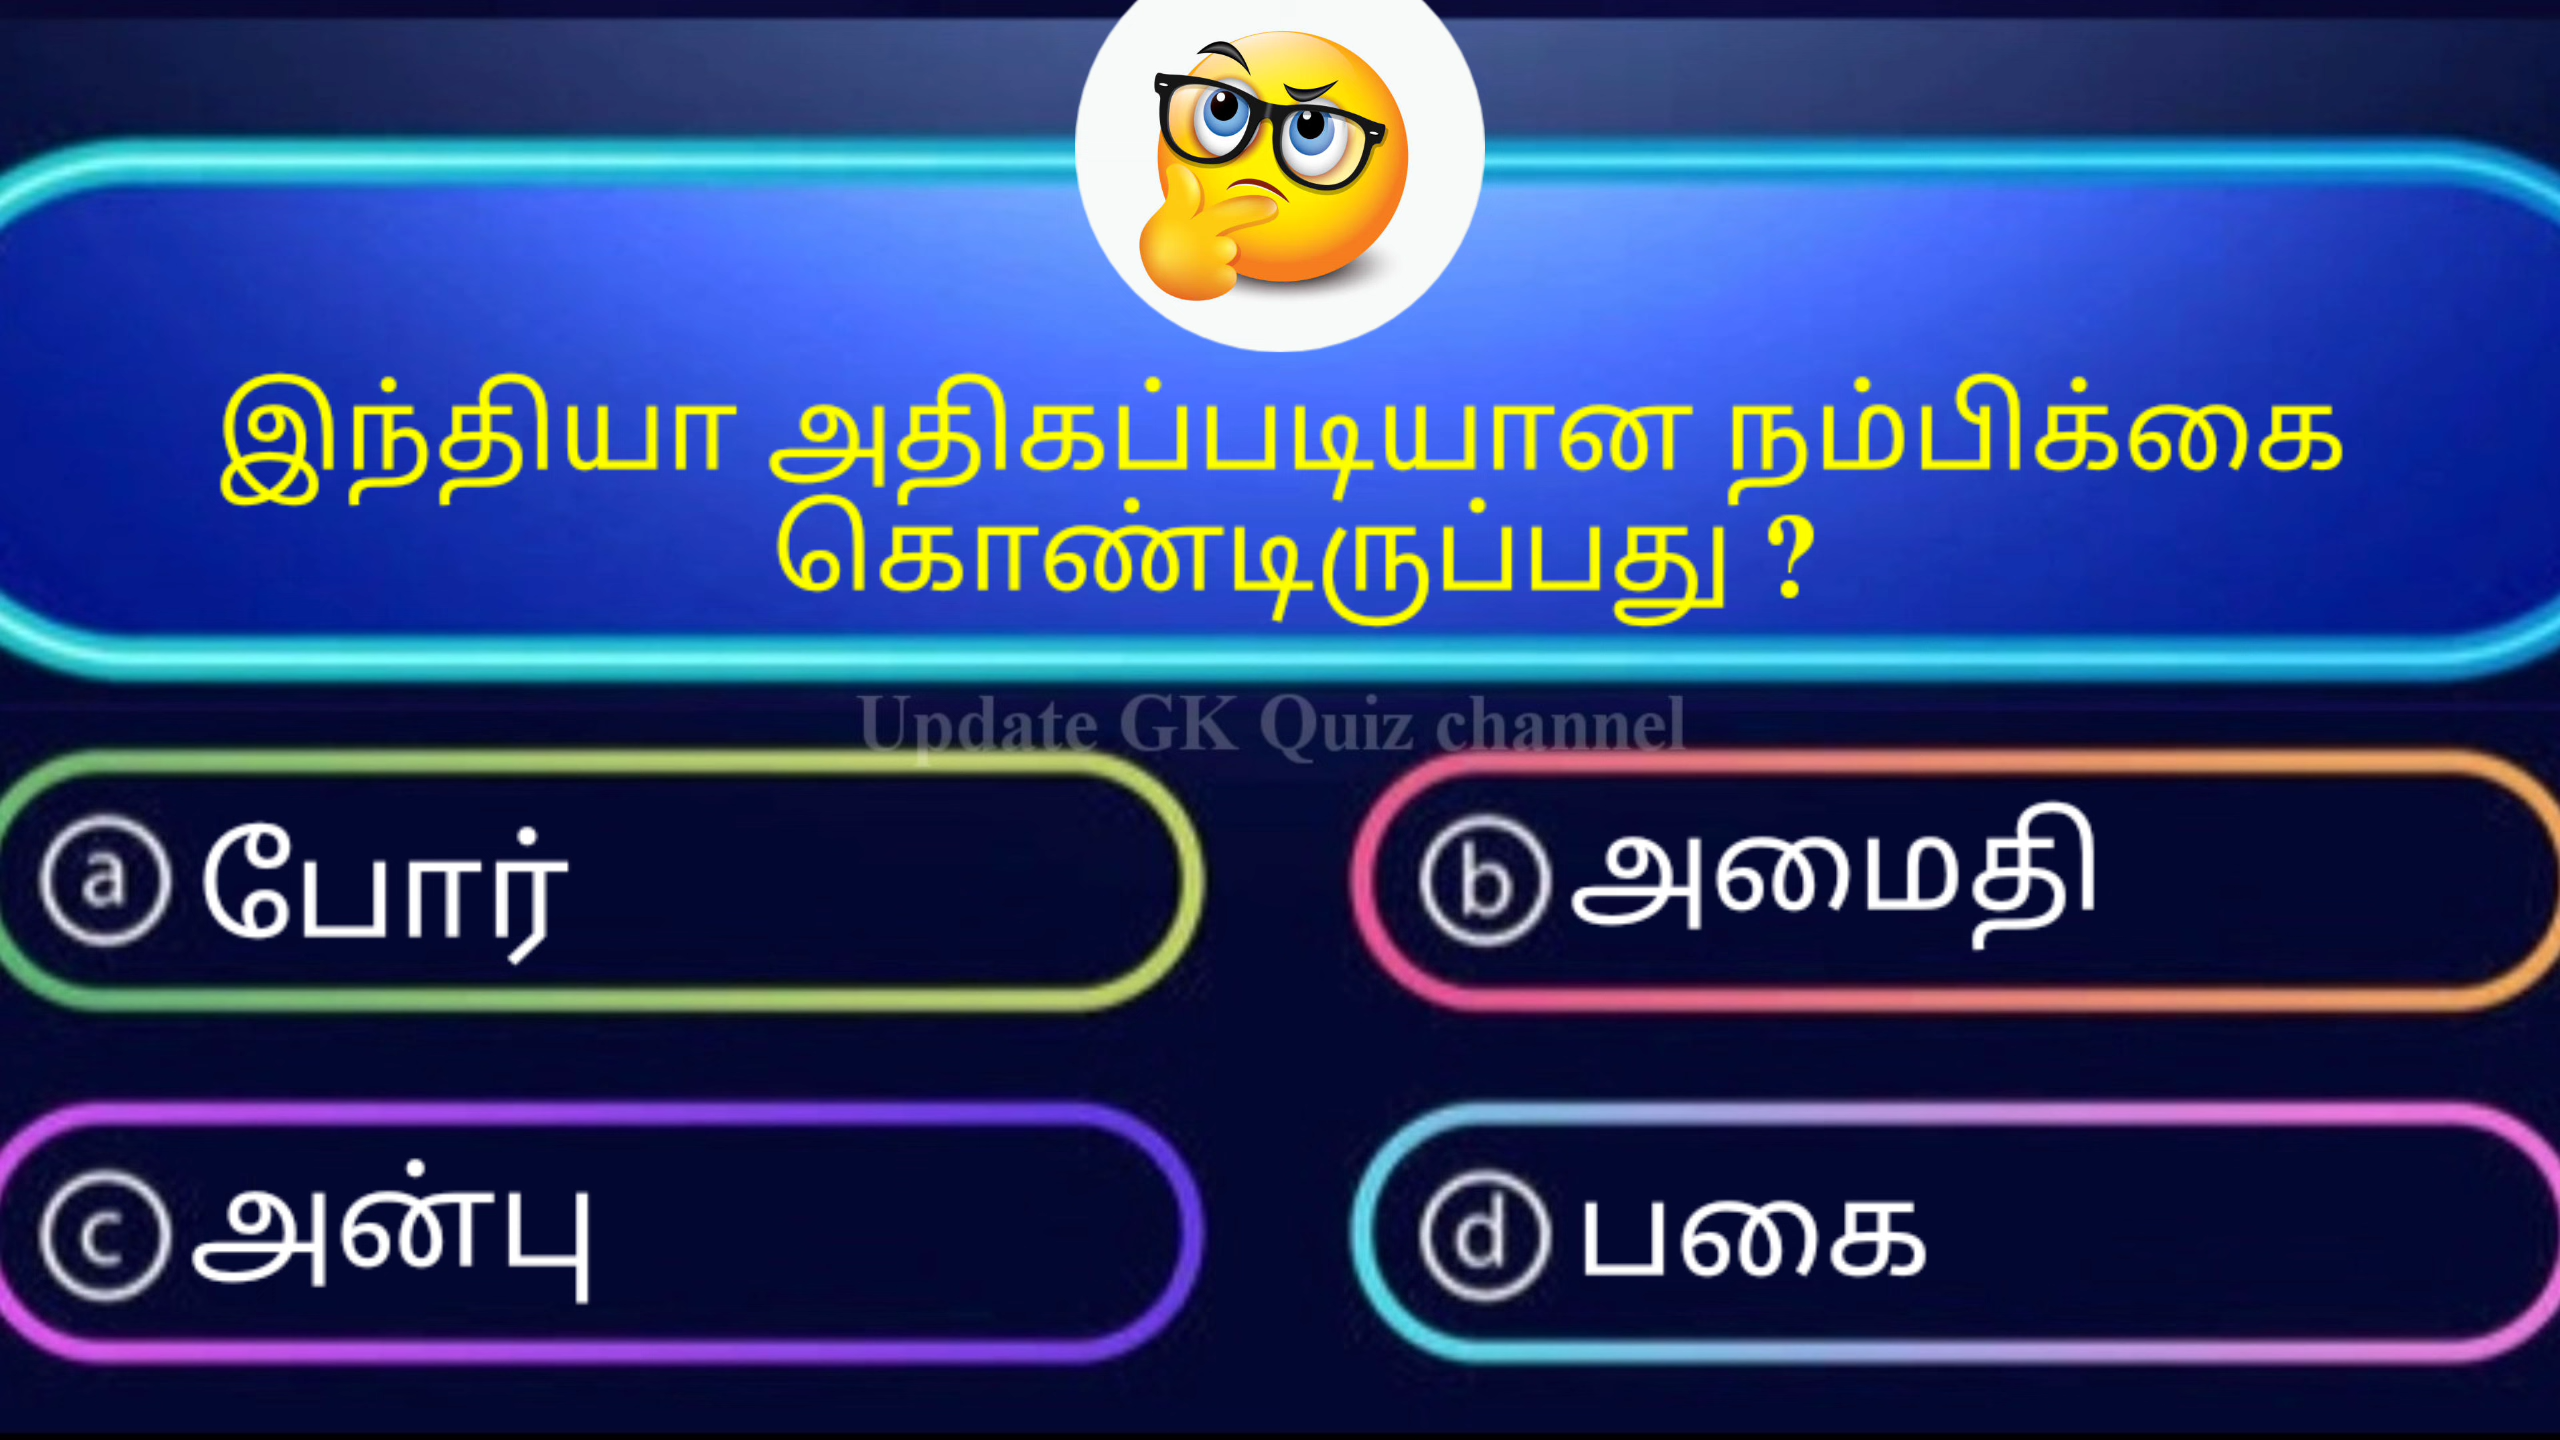 இந்தியா அதிகப்படியான நம்பிக்கை
கொண்டிருப்பது ?
Update GK Quiz channel
a போர்
b அமைதி
c அன்பு
d பகை